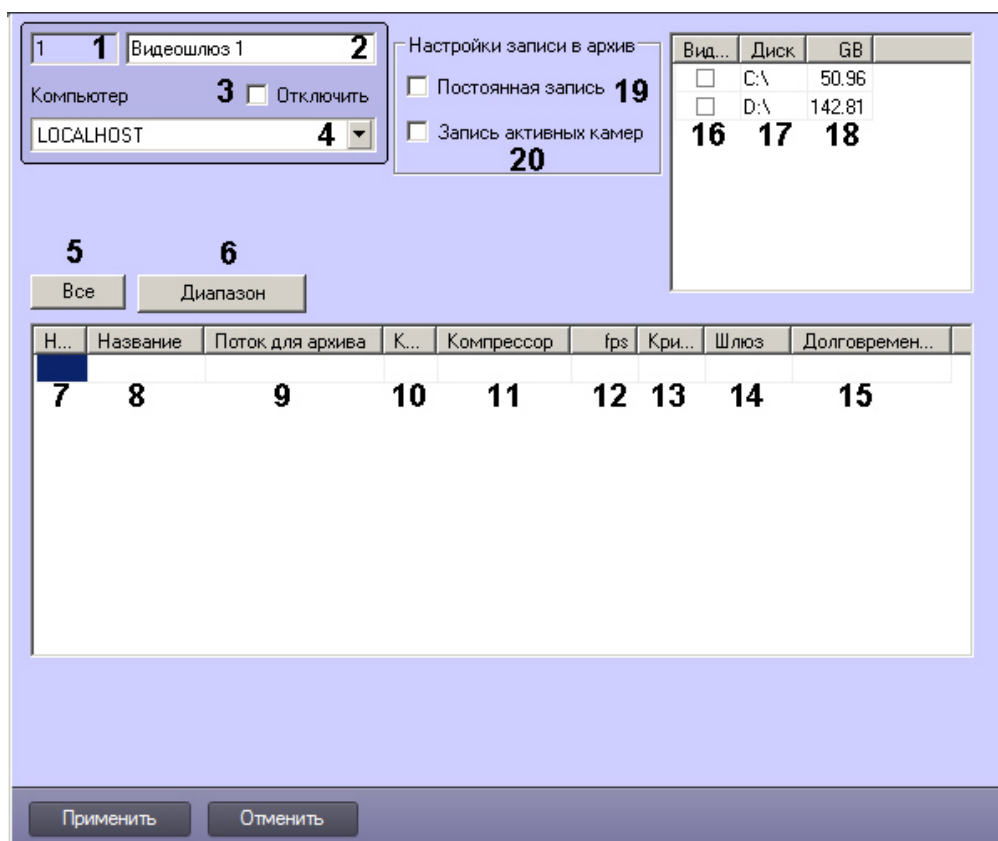 1 1 Видеошлюз 1 2
Компьютер 3 Отключить
LOCALHOST 4
Настройки записи в архив
Постоянная запись 19
Запись активных камер
20
Вид... Диск GB
C:\ 50.96
D:\ 142.81
16 17 18
5 6
Все Диапазон
Н... Название Поток для архива К... Компрессор fps Кри... Шлюз Долговремен...
7 8 9 10 11 12 13 14 15
Применить Отменить